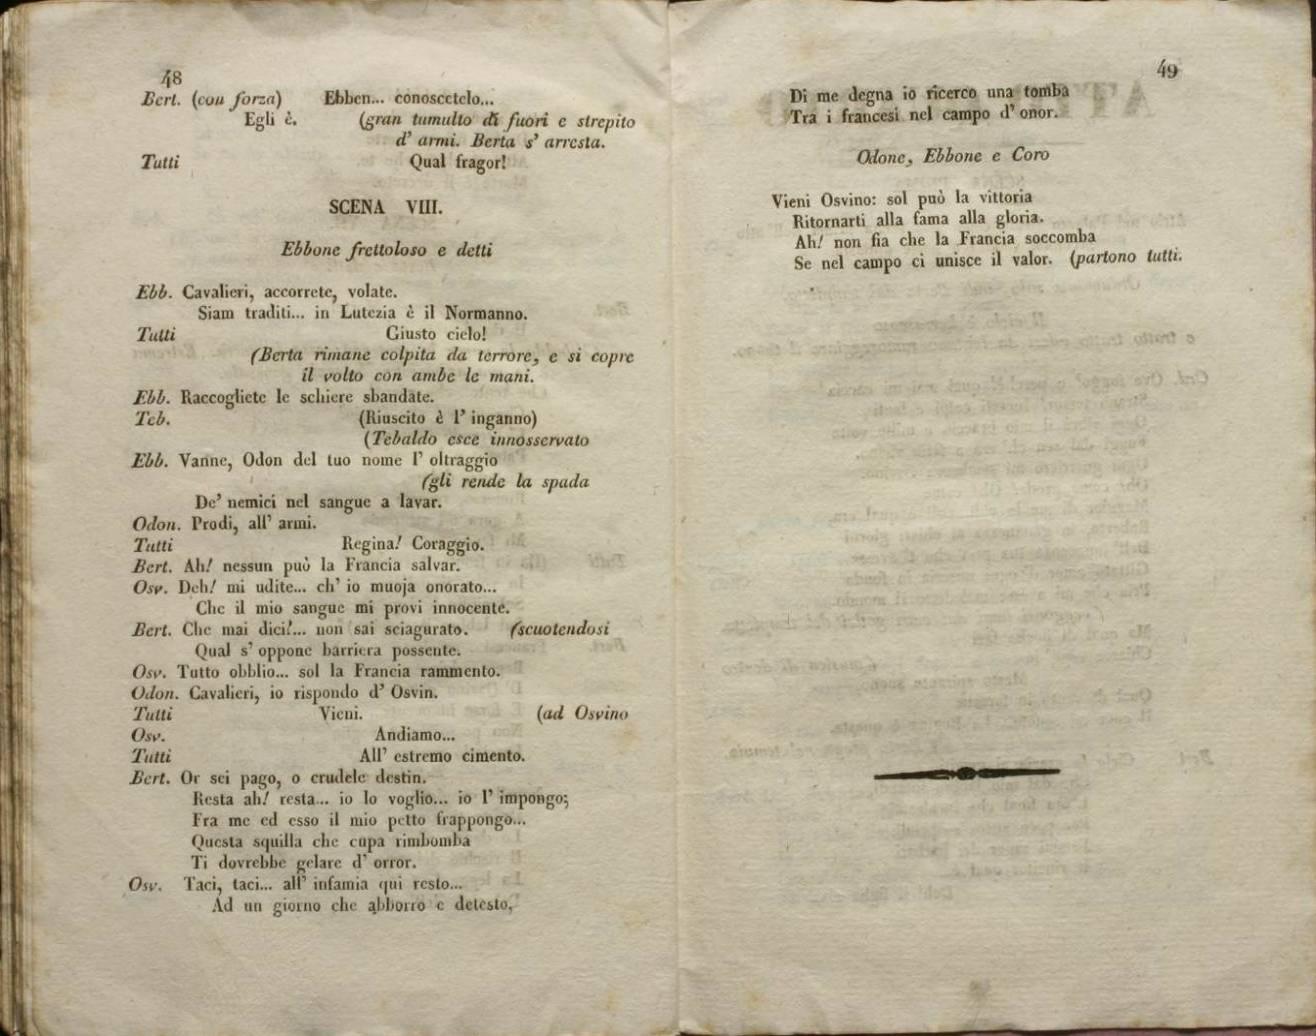 48
Bert. (con forza) Ebben... conoscetelo...
Egli è. (gran tumulto di fuori e strepito
d' armi. Berta s' arresta.
Tutti Qual fragor!
SCENA VIII.
Ebbone frettoloso e detti
Ebb. Cavalieri, accorrete, volate.
Siam traditi... in Lutezia è il Normanno.
Tutti Giusto cielo!
(Berta rimane colpita da terrore, e si copre
il volto con ambe le mani.
Ebb. Raccogliete le schiere sbandate.
Teb. (Riuscito è l' inganno)
(Tebaldo esce innosservato
Ebb. Vanne, Odon del tuo nome l' oltraggio
(gli rende la spada
De' nemici nel sangue a lavar.
Odon. Prodi, all' armi.
Tutti Regina! Coraggio.
Bert. Ah! nessun può la Francia salvar.
Osv. Deh! mi udite... ch' io muoja onorato...
Che il mio sangue mi provi innocente.
Bert. Che mai dici!... non sai sciagurato. (scuotendosi
Qual s' oppone barriera possente.
Osv. Tutto obblio... sol la Francia rammento.
Odon. Cavalieri, io rispondo d' Osvin.
Tutti Vieni. (ad Osvino
Osv. Andiamo...
Tutti All' estremo cimento.
Bert. Or sei pago, o crudele destin.
Resta ah! resta... io lo voglio... io l' impongo;
Fra me ed esso il mio petto frappongo...
Questa squilla che cupa rimbomba
Ti dovrebbe gelare d' orror.
Osv. Taci, taci... all' infamia qui resto...
Ad un giorno che abborro e detesto,
49
Di me degna io ricerco una tomba
Tra i francesi nel campo d' onor.
Odone, Ebbone e Coro
Vieni Osvino: sol può la vittoria
Ritornarti alla fama alla gloria.
Ah! non fia che la Francia soccomba
Se nel campo ci unisce il valor. (partono tutti.